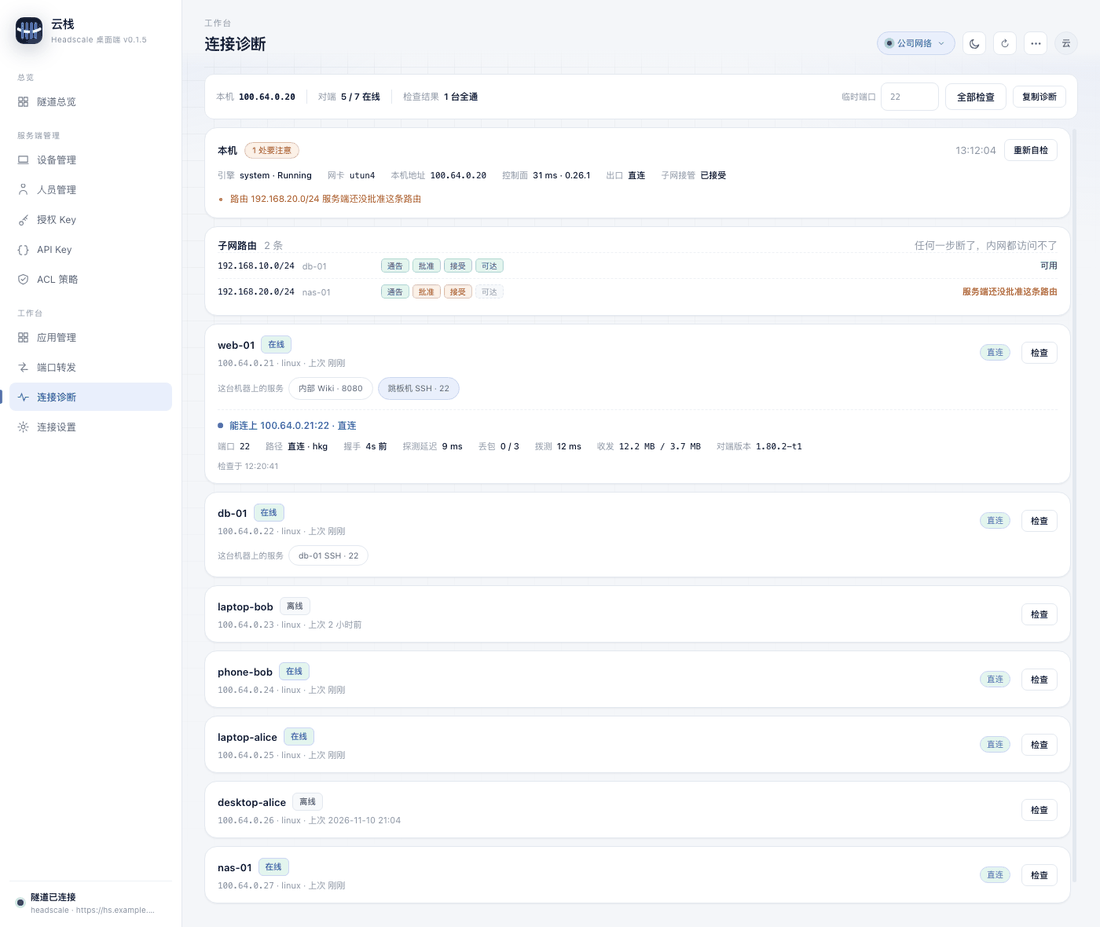 云栈
Headscale 桌面端 v0.1.5
总览
隧道总览
服务端管理
设备管理
人员管理
授权 Key
API Key
ACL 策略
工作台
应用管理
端口转发
连接诊断
连接设置
隧道已连接
headscale · https://hs.example....
工作台
连接诊断
公司网络
云
本机 100.64.0.20 对端 5 / 7 在线 检查结果 1 台全通 临时端口 22 全部检查 复制诊断
本机 1 处要注意 13:12:04 重新自检
引擎 system · Running 网卡 utun4 本机地址 100.64.0.20 控制面 31 ms · 0.26.1 出口 直连 子网接管 已接受
路由 192.168.20.0/24 服务端还没批准这条路由
子网路由 2 条 任何一步断了，内网都访问不了
192.168.10.0/24 db-01 通告 批准 接受 可达 可用
192.168.20.0/24 nas-01 通告 批准 接受 可达 服务端还没批准这条路由
web-01 在线 直连 检查
100.64.0.21 · linux · 上次 刚刚
这台机器上的服务 内部 Wiki · 8080 跳板机 SSH · 22
能连上 100.64.0.21:22 · 直连
端口 22 路径 直连 · hkg 握手 4s 前 探测延迟 9 ms 丢包 0 / 3 拨测 12 ms 收发 12.2 MB / 3.7 MB 对端版本 1.80.2-t1
检查于 12:20:41
db-01 在线 直连 检查
100.64.0.22 · linux · 上次 刚刚
这台机器上的服务 db-01 SSH · 22
laptop-bob 离线 检查
100.64.0.23 · linux · 上次 2 小时前
phone-bob 在线 直连 检查
100.64.0.24 · linux · 上次 刚刚
laptop-alice 在线 直连 检查
100.64.0.25 · linux · 上次 刚刚
desktop-alice 离线 检查
100.64.0.26 · linux · 上次 2026-11-10 21:04
nas-01 在线 直连 检查
100.64.0.27 · linux · 上次 刚刚